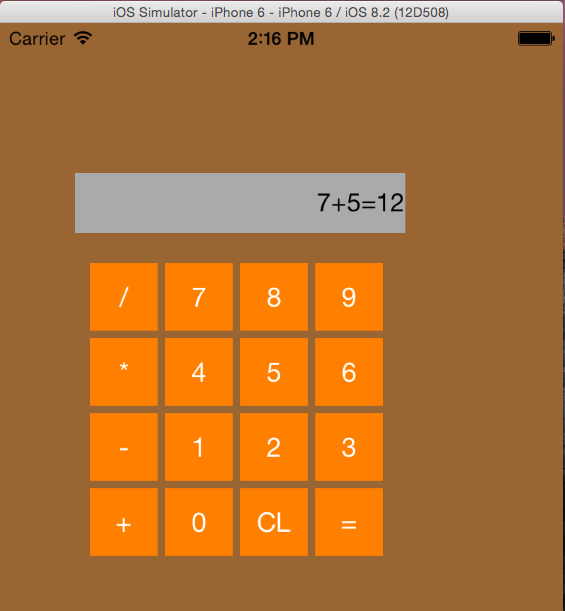 iOS Simulator - iPhone 6 - iPhone 6 / iOS 8.2 (12D508)
Carrier 2:16 PM
7+5=12
/ 7 8 9
* 4 5 6
- 1 2 3
+ 0 CL =